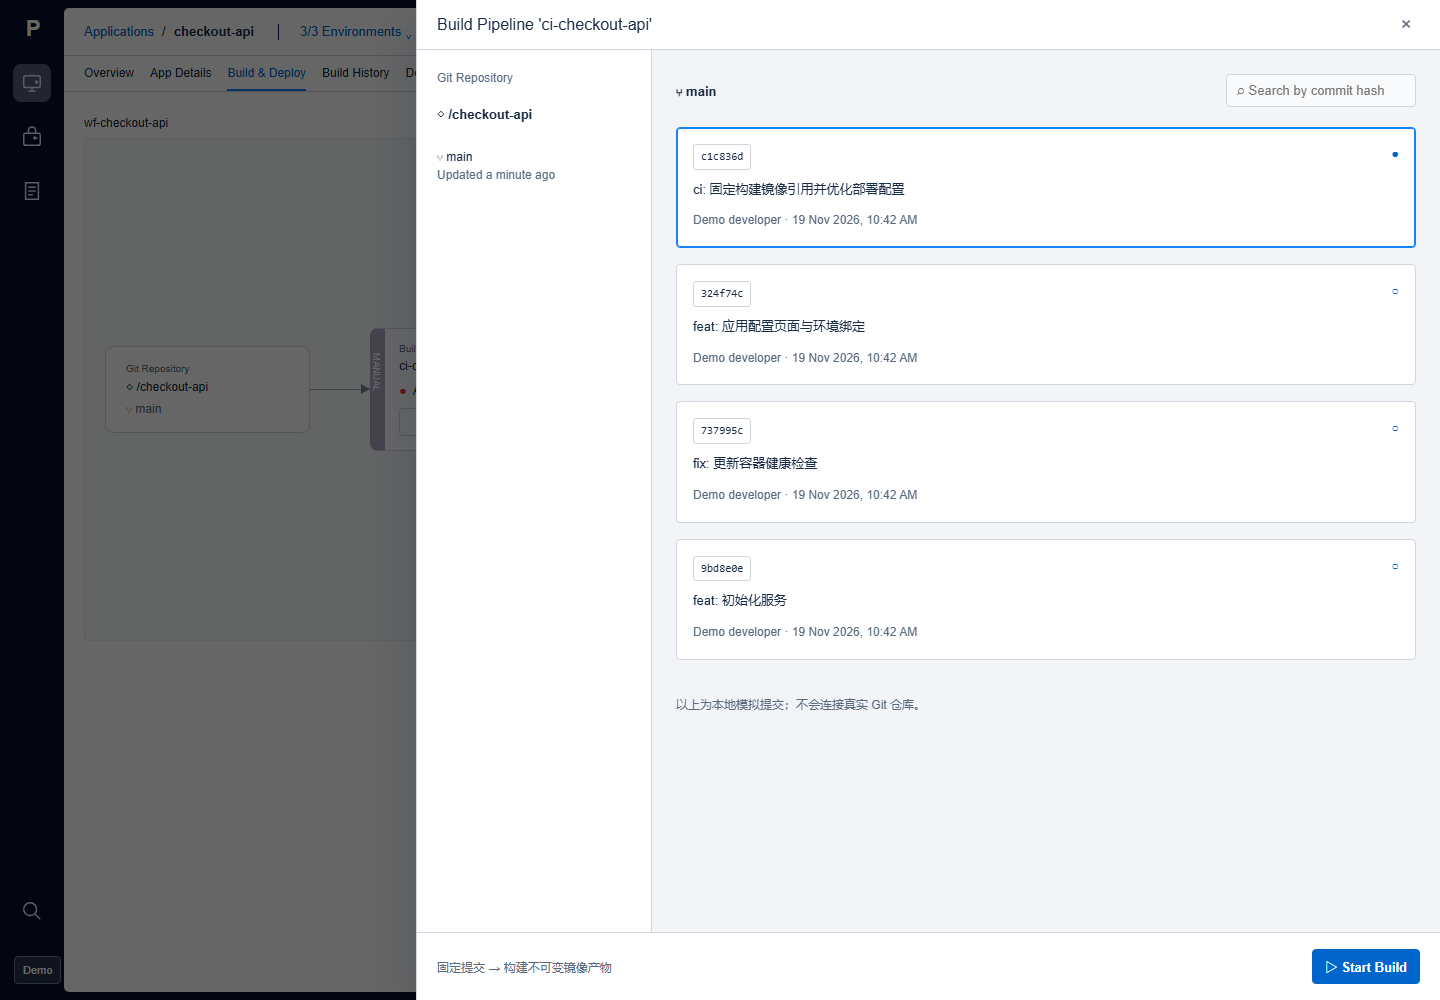 P
Applications / checkout-api
3/3 Environments
Overview
App Details
Build & Deploy
Build History
wf-checkout-api
Git Repository
/checkout-api
main
MANUAL
Demo
Build Pipeline 'ci-checkout-api'
×
Git Repository
/checkout-api
main
Updated a minute ago
main
Search by commit hash
c1c836d
ci: 固定构建镜像引用并优化部署配置
Demo developer · 19 Nov 2026, 10:42 AM
324f74c
feat: 应用配置页面与环境绑定
Demo developer · 19 Nov 2026, 10:42 AM
737995c
fix: 更新容器健康检查
Demo developer · 19 Nov 2026, 10:42 AM
9bd8e0e
feat: 初始化服务
Demo developer · 19 Nov 2026, 10:42 AM
以上为本地模拟提交；不会连接真实 Git 仓库。
固定提交 → 构建不可变镜像产物
Start Build